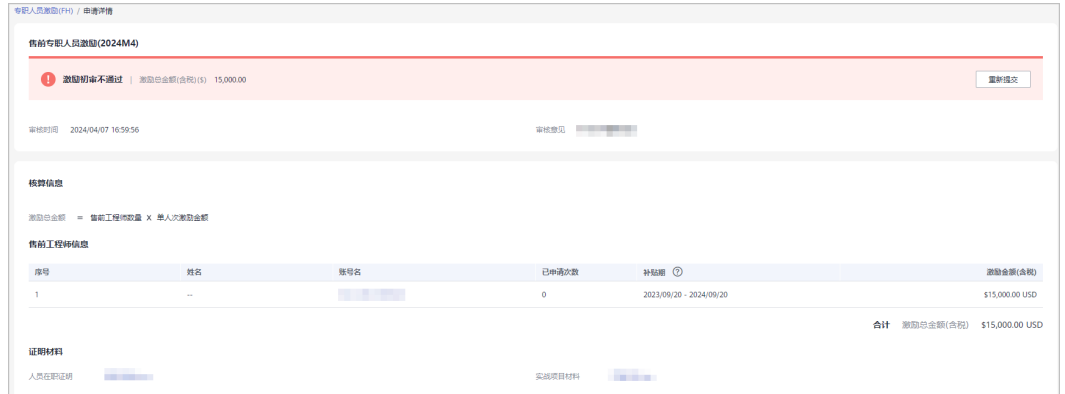 专职人员激励(FH) / 申请详情
售前专职人员激励(2024M4)
激励初审不通过 | 激励总金额(含税)($) 15,000.00 重新提交
审核时间 2024/04/07 16:59:56 审核意见
核算信息
激励总金额 = 售前工程师数量 X 单人次激励金额
售前工程师信息
序号 姓名 账号名 已申请次数 补贴期 ? 激励金额(含税)
1 -- 0 2023/09/20 - 2024/09/20 $15,000.00 USD
合计 激励总金额(含税) $15,000.00 USD
证明材料
人员在职证明 实战项目材料